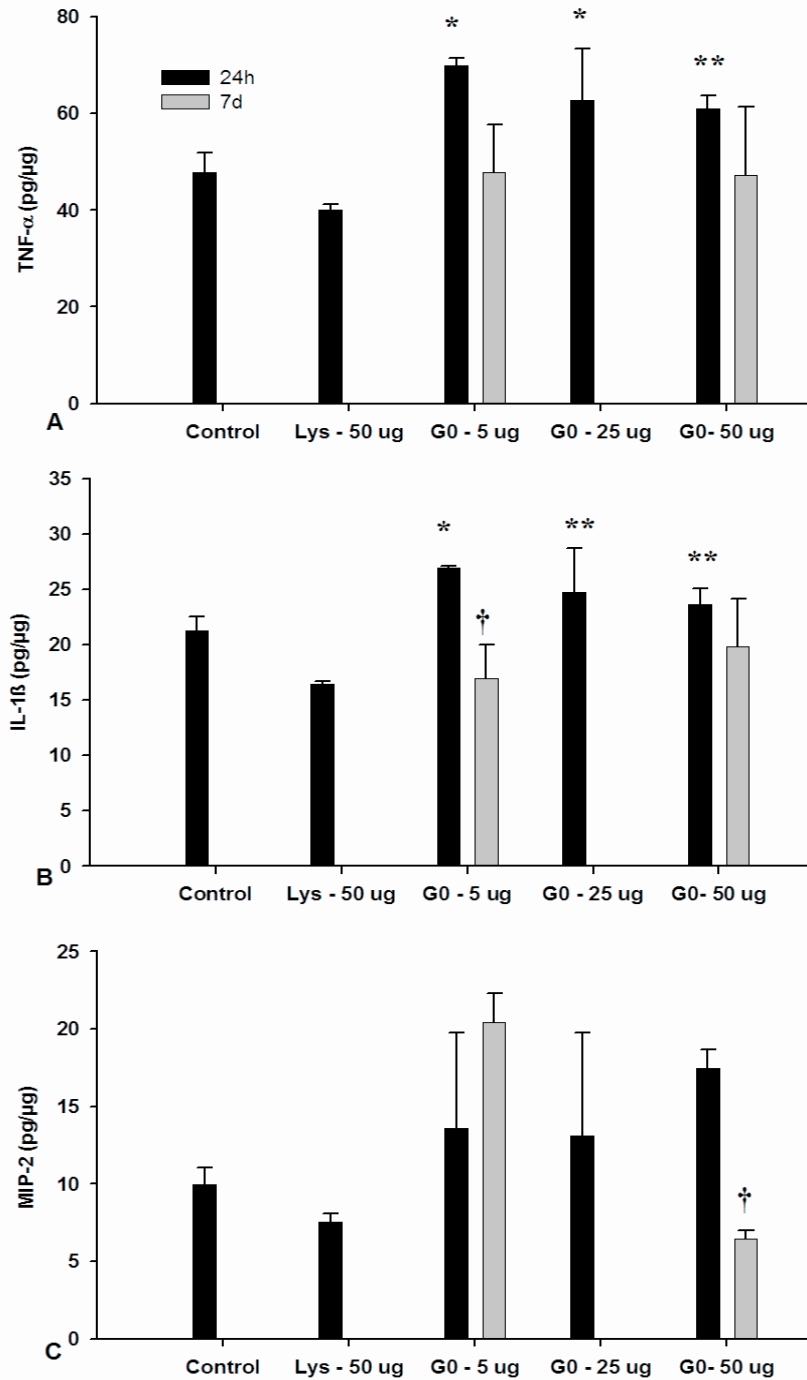 80
60
40
20
0
TNF-α (pg/µg)
24h
7d
*
*
**
A
Control Lys - 50 ug G0 - 5 ug G0 - 25 ug G0- 50 ug
35
30
25
20
15
10
5
0
IL-1ß (pg/µg)
*
**
**
†
B
Control Lys - 50 ug G0 - 5 ug G0 - 25 ug G0- 50 ug
25
20
15
10
5
0
MIP-2 (pg/µg)
†
C
Control Lys - 50 ug G0 - 5 ug G0 - 25 ug G0- 50 ug